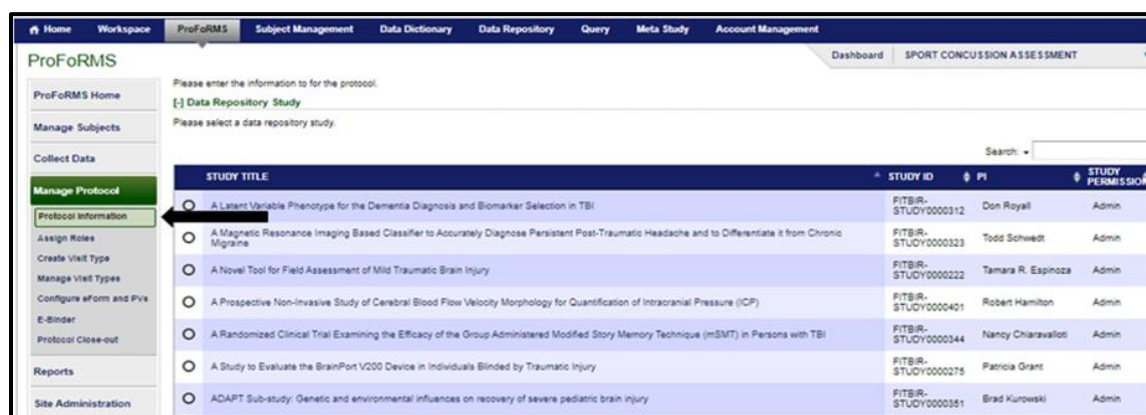 Home Workspace ProFoRMS Subject Management Data Dictionary Data Repository Query Meta Study Account Management
Dashboard SPORT CONCUSSION ASSESSMENT
ProFoRMS
ProFoRMS Home
Manage Subjects
Collect Data
Manage Protocol
Protocol Information
Assign Roles
Create Visit Type
Manage Visit Types
Configure eForm and PVs
E-Binder
Protocol Close-out
Reports
Site Administration
Please enter the information to for the protocol.
[-] Data Repository Study
Please select a data repository study.
Search:
STUDY TITLE STUDY ID PI STUDY PERMISSION
A Latent Variable Phenotype for the Dementia Diagnosis and Biomarker Selection in TBI FITBIR-STUDY0000312 Don Royall Admin
A Magnetic Resonance Imaging Based Classifier to Accurately Diagnose Persistent Post-Traumatic Headache and to Differentiate it from Chronic Migraine FITBIR-STUDY0000323 Todd Schwedt Admin
A Novel Tool for Field Assessment of Mild Traumatic Brain Injury FITBIR-STUDY0000222 Tamara R. Espinoza Admin
A Prospective Non-Invasive Study of Cerebral Blood Flow Velocity Morphology for Quantification of Intracranial Pressure (ICP) FITBIR-STUDY0000401 Robert Hamilton Admin
A Randomized Clinical Trial Examining the Efficacy of the Group Administered Modified Story Memory Technique (mSMT) in Persons with TBI FITBIR-STUDY0000344 Nancy Chiaravalloti Admin
A Study to Evaluate the BrainPort V200 Device in Individuals Blinded by Traumatic Injury FITBIR-STUDY0000275 Patricia Grant Admin
ADAPT Sub-study: Genetic and environmental influences on recovery of severe pediatric brain injury FITBIR-STUDY0000351 Brad Kurowski Admin